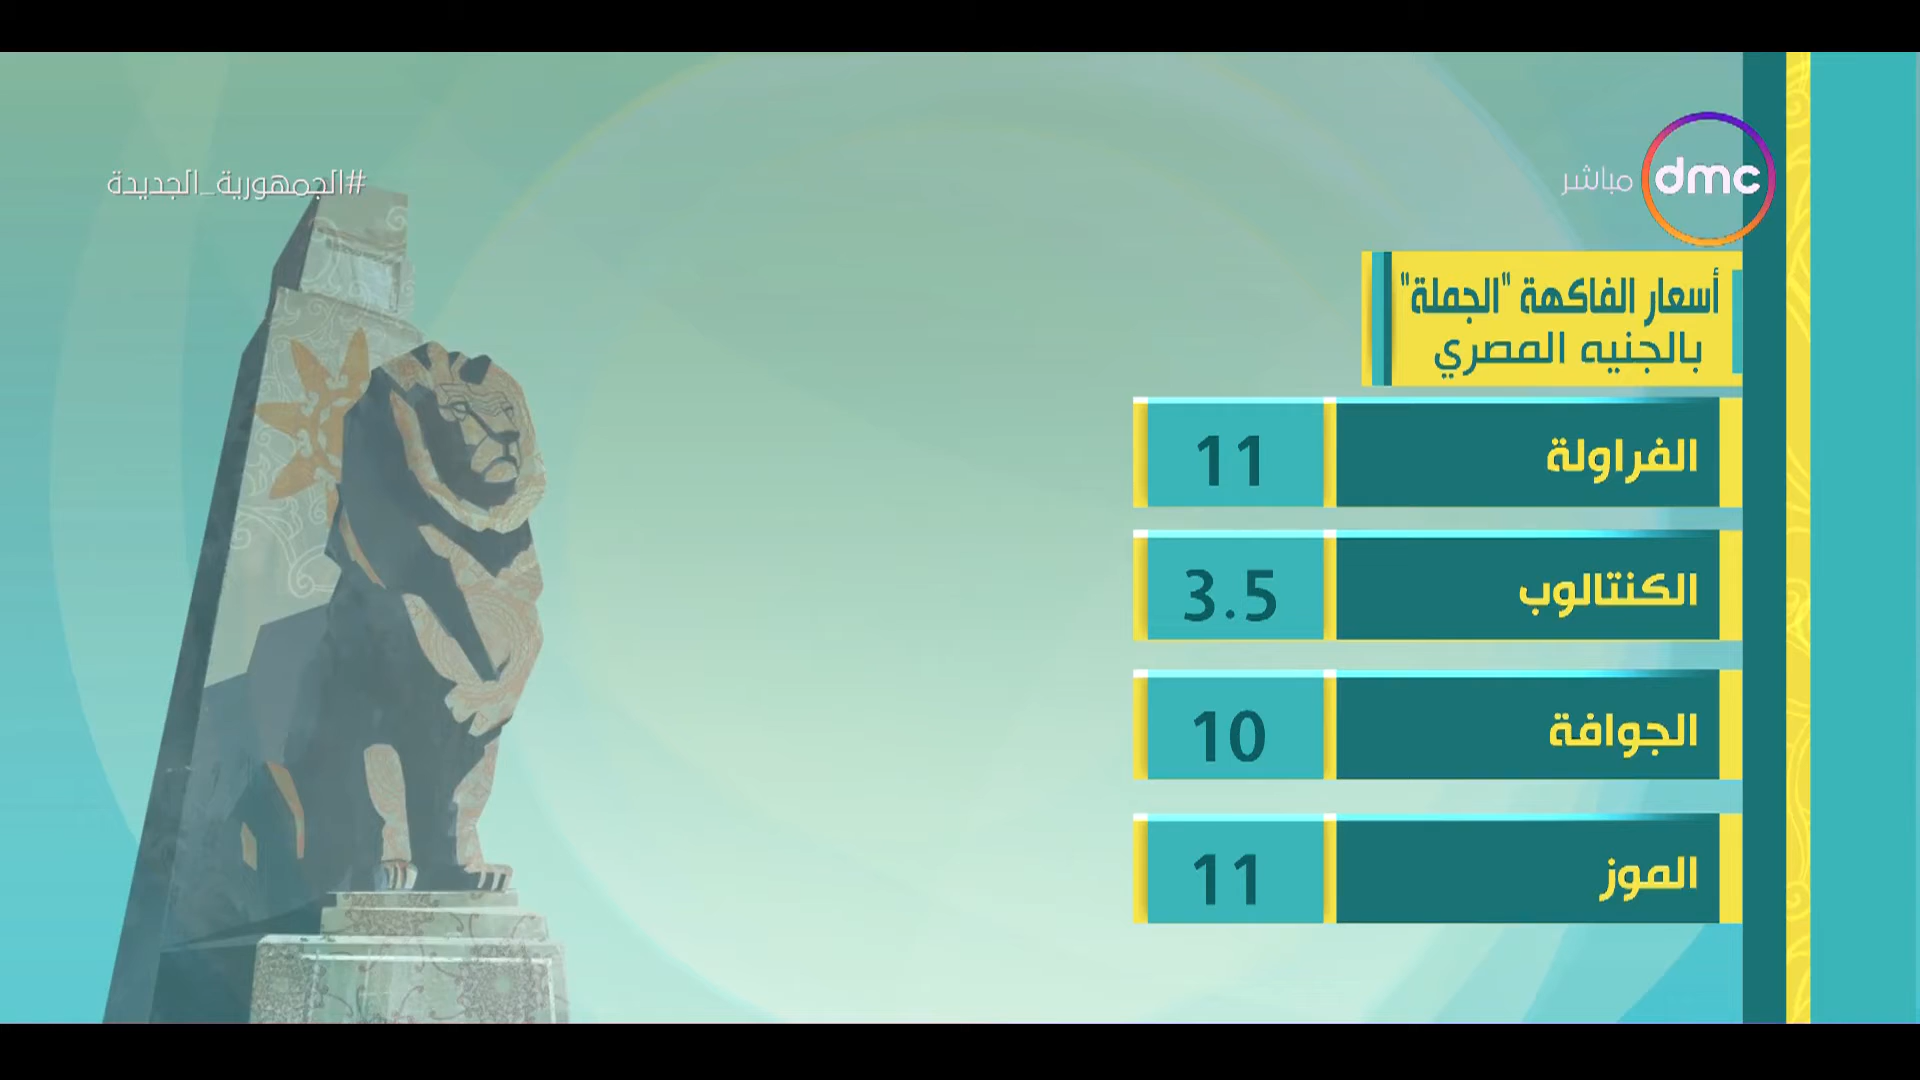 #الجمهورية_الجديدة
dmc مباشر
أسعار الفاكهة "الجملة"
بالجنيه المصري
الفراولة 11
الكنتالوب 3.5
الجوافة 10
الموز 11